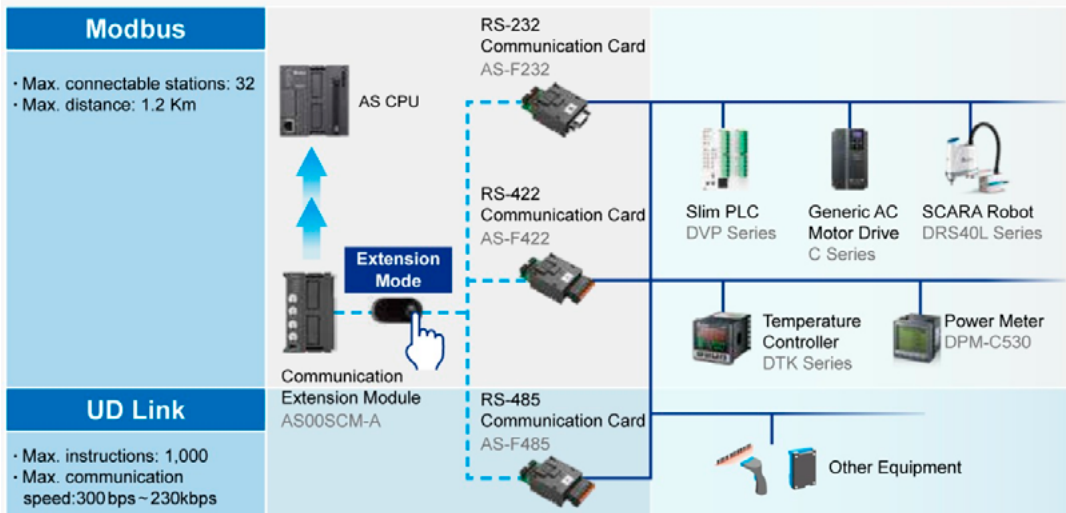 Modbus
· Max. connectable stations: 32
· Max. distance: 1.2 Km
AS CPU
Extension
Mode
Communication
Extension Module
AS00SCM-A
RS-232
Communication Card
AS-F232
RS-422
Communication Card
AS-F422
RS-485
Communication Card
AS-F485
Slim PLC
DVP Series
Generic AC
Motor Drive
C Series
SCARA Robot
DRS40L Series
Temperature
Controller
DTK Series
Power Meter
DPM-C530
UD Link
· Max. instructions: 1,000
· Max. communication
speed:300 bps ~ 230kbps
Other Equipment